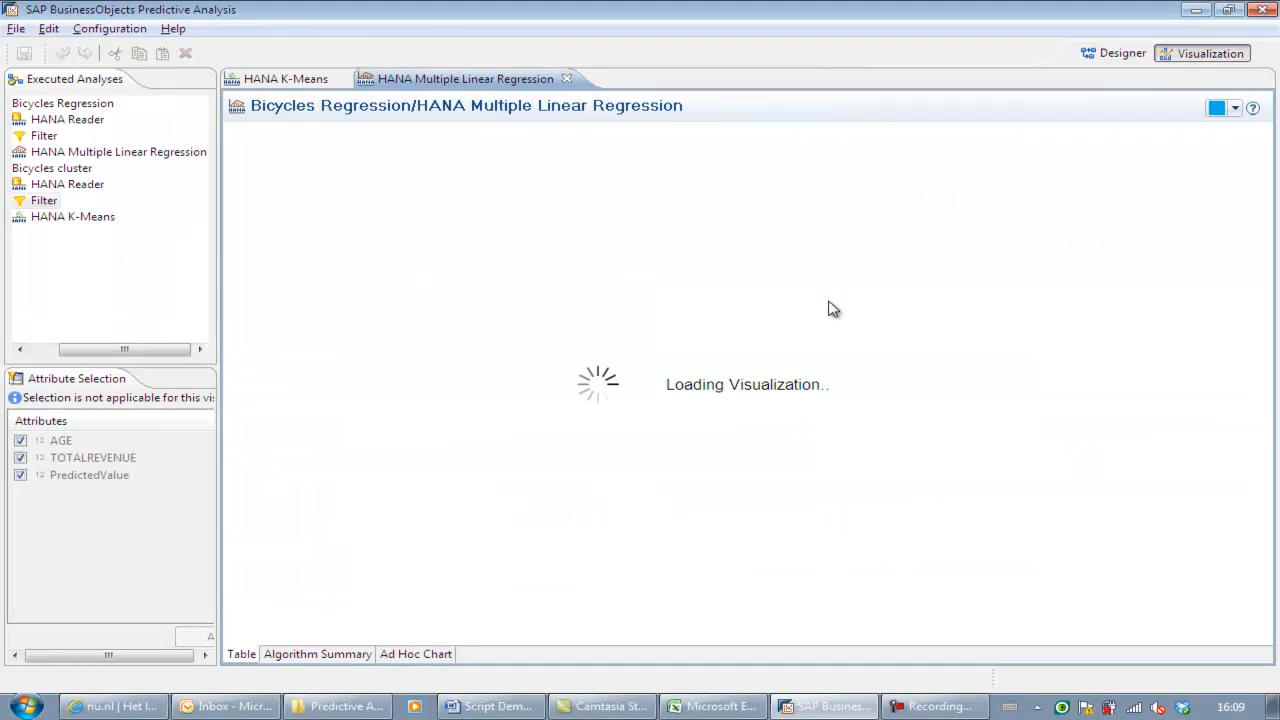 SAP BusinessObjects Predictive Analysis
File Edit Configuration Help
Designer Visualization
Executed Analyses
HANA K-Means
HANA Multiple Linear Regression
Bicycles Regression
HANA Reader
Filter
HANA Multiple Linear Regression
Bicycles cluster
HANA Reader
Filter
HANA K-Means
Bicycles Regression/HANA Multiple Linear Regression
Loading Visualization..
Attribute Selection
Selection is not applicable for this vi
Attributes
12 AGE
12 TOTALREVENUE
12 PredictedValue
A
Table Algorithm Summary Ad Hoc Chart
nu.nl | Het l... Inbox - Micr... Predictive A... Script Dem... Camtasia St... Microsoft E... SAP Busines... Recording... 16:09